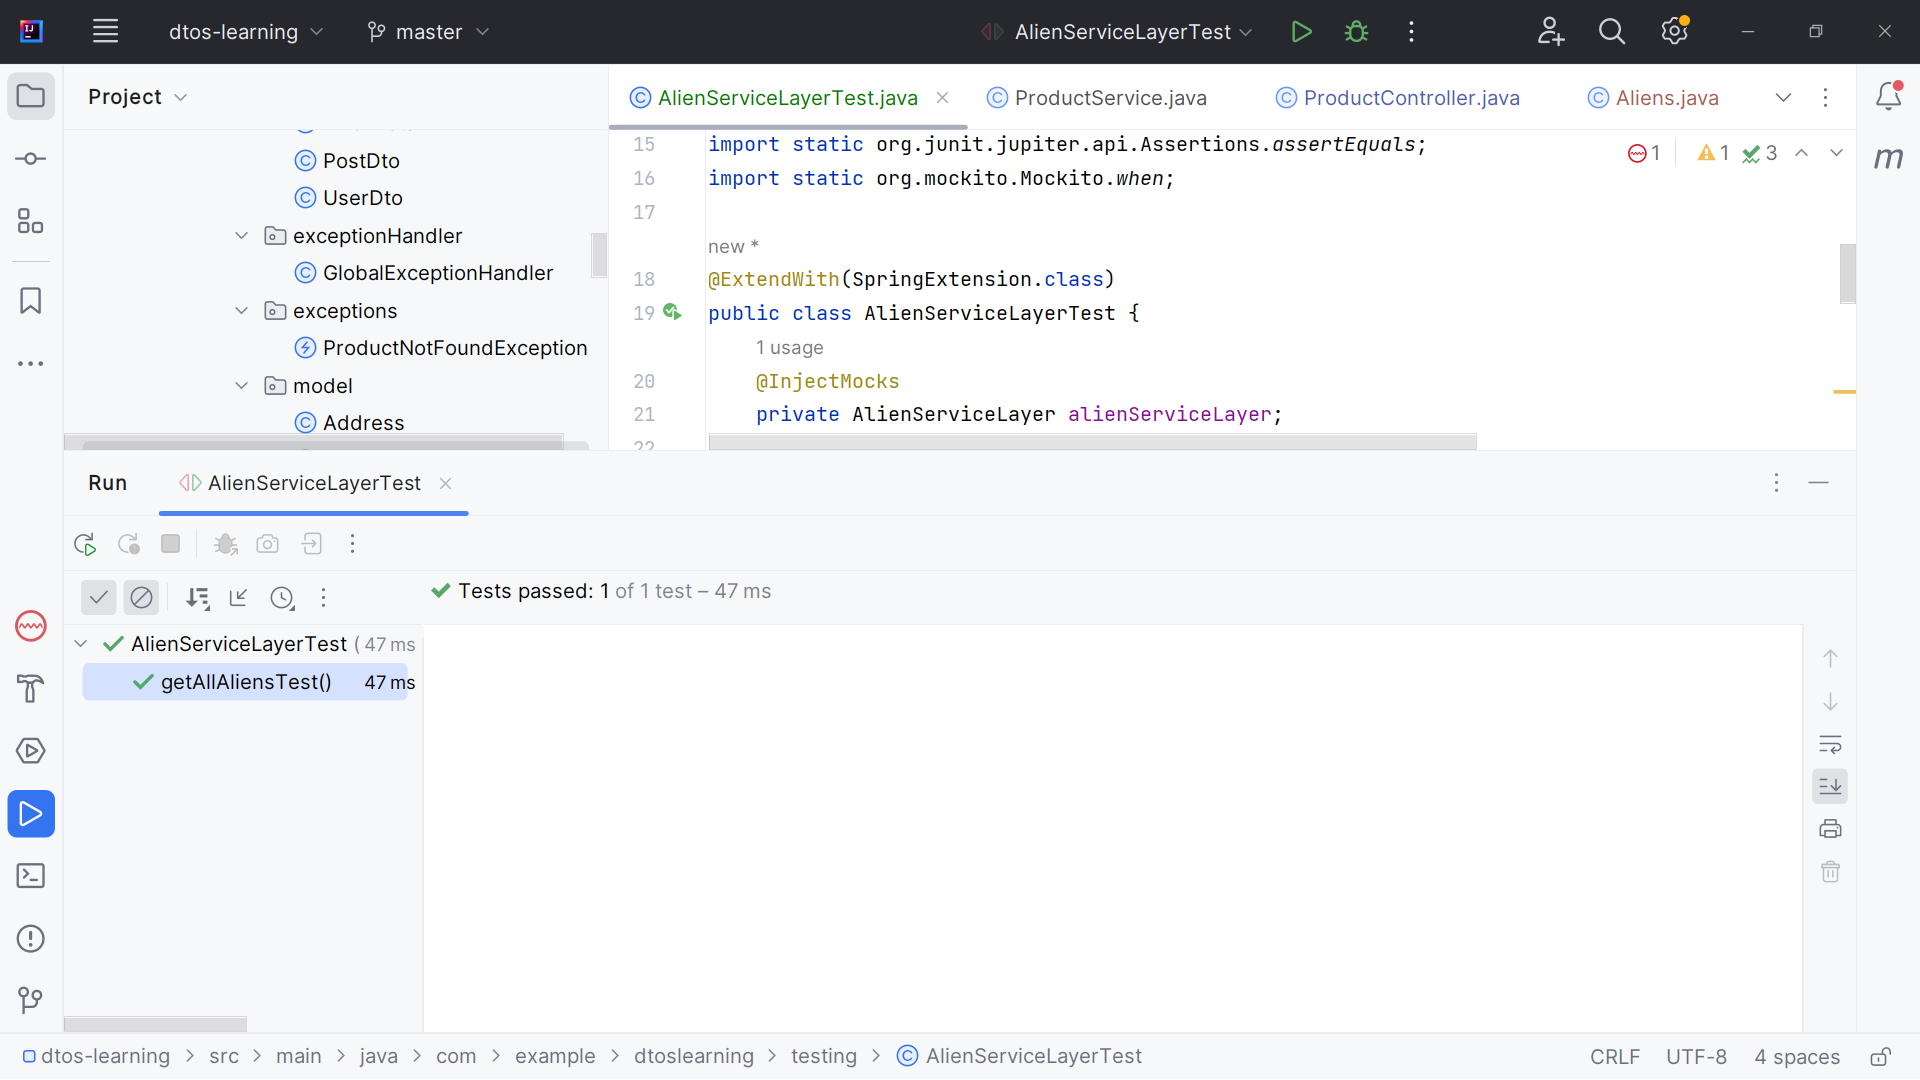 dtos-learning
master
AlienServiceLayerTest
Project
AlienServiceLayerTest.java
ProductService.java
ProductController.java
Aliens.java
PostDto
UserDto
exceptionHandler
GlobalExceptionHandler
exceptions
ProductNotFoundException
model
Address
15 import static org.junit.jupiter.api.Assertions.assertEquals;
16 import static org.mockito.Mockito.when;
17
new *
18 @ExtendWith(SpringExtension.class)
19 public class AlienServiceLayerTest {
1 usage
20 @InjectMocks
21 private AlienServiceLayer alienServiceLayer;
22
1 1 3
m
Run
AlienServiceLayerTest
Tests passed: 1 of 1 test – 47 ms
AlienServiceLayerTest ( 47 ms
getAllAliensTest() 47 ms
dtos-learning > src > main > java > com > example > dtoslearning > testing > AlienServiceLayerTest
CRLF UTF-8 4 spaces